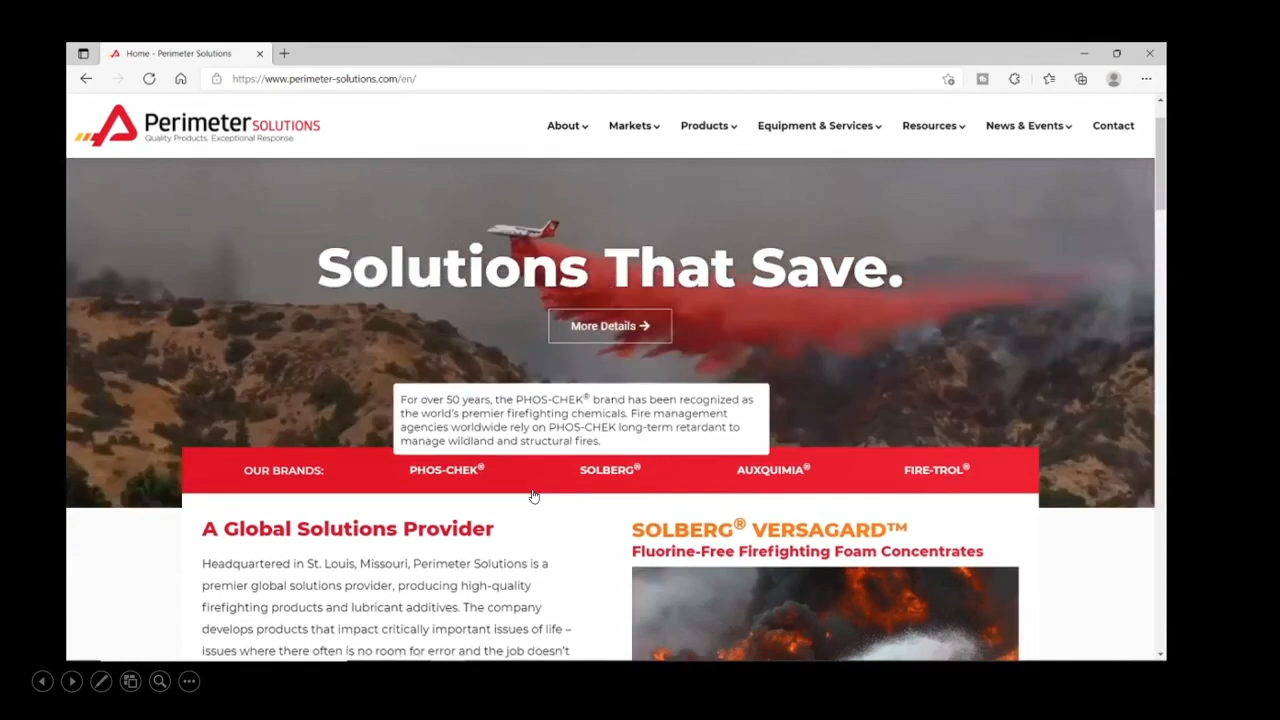 Home - Perimeter Solutions
https://www.perimeter-solutions.com/en/
Perimeter SOLUTIONS
Quality Products. Exceptional Response.
About
Markets
Products
Equipment & Services
Resources
News & Events
Contact
Solutions That Save.
More Details →
For over 50 years, the PHOS-CHEK® brand has been recognized as
the world's premier firefighting chemicals. Fire management
agencies worldwide rely on PHOS-CHEK long-term retardant to
manage wildland and structural fires.
OUR BRANDS:
PHOS-CHEK®
SOLBERG®
AUXQUIMIA®
FIRE-TROL®
A Global Solutions Provider
Headquartered in St. Louis, Missouri, Perimeter Solutions is a
premier global solutions provider, producing high-quality
firefighting products and lubricant additives. The company
develops products that impact critically important issues of life –
issues where there often is no room for error and the job doesn't
SOLBERG® VERSAGARD™
Fluorine-Free Firefighting Foam Concentrates